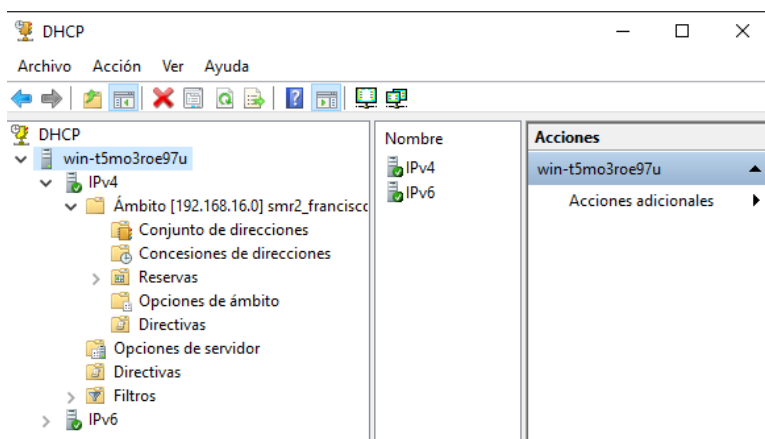 DHCP
Archivo Acción Ver Ayuda
DHCP
win-t5mo3roe97u
IPv4
Ámbito [192.168.16.0] smr2_francisco
Conjunto de direcciones
Concesiones de direcciones
Reservas
Opciones de ámbito
Directivas
Opciones de servidor
Directivas
Filtros
IPv6
Nombre
IPv4
IPv6
Acciones
win-t5mo3roe97u
Acciones adicionales